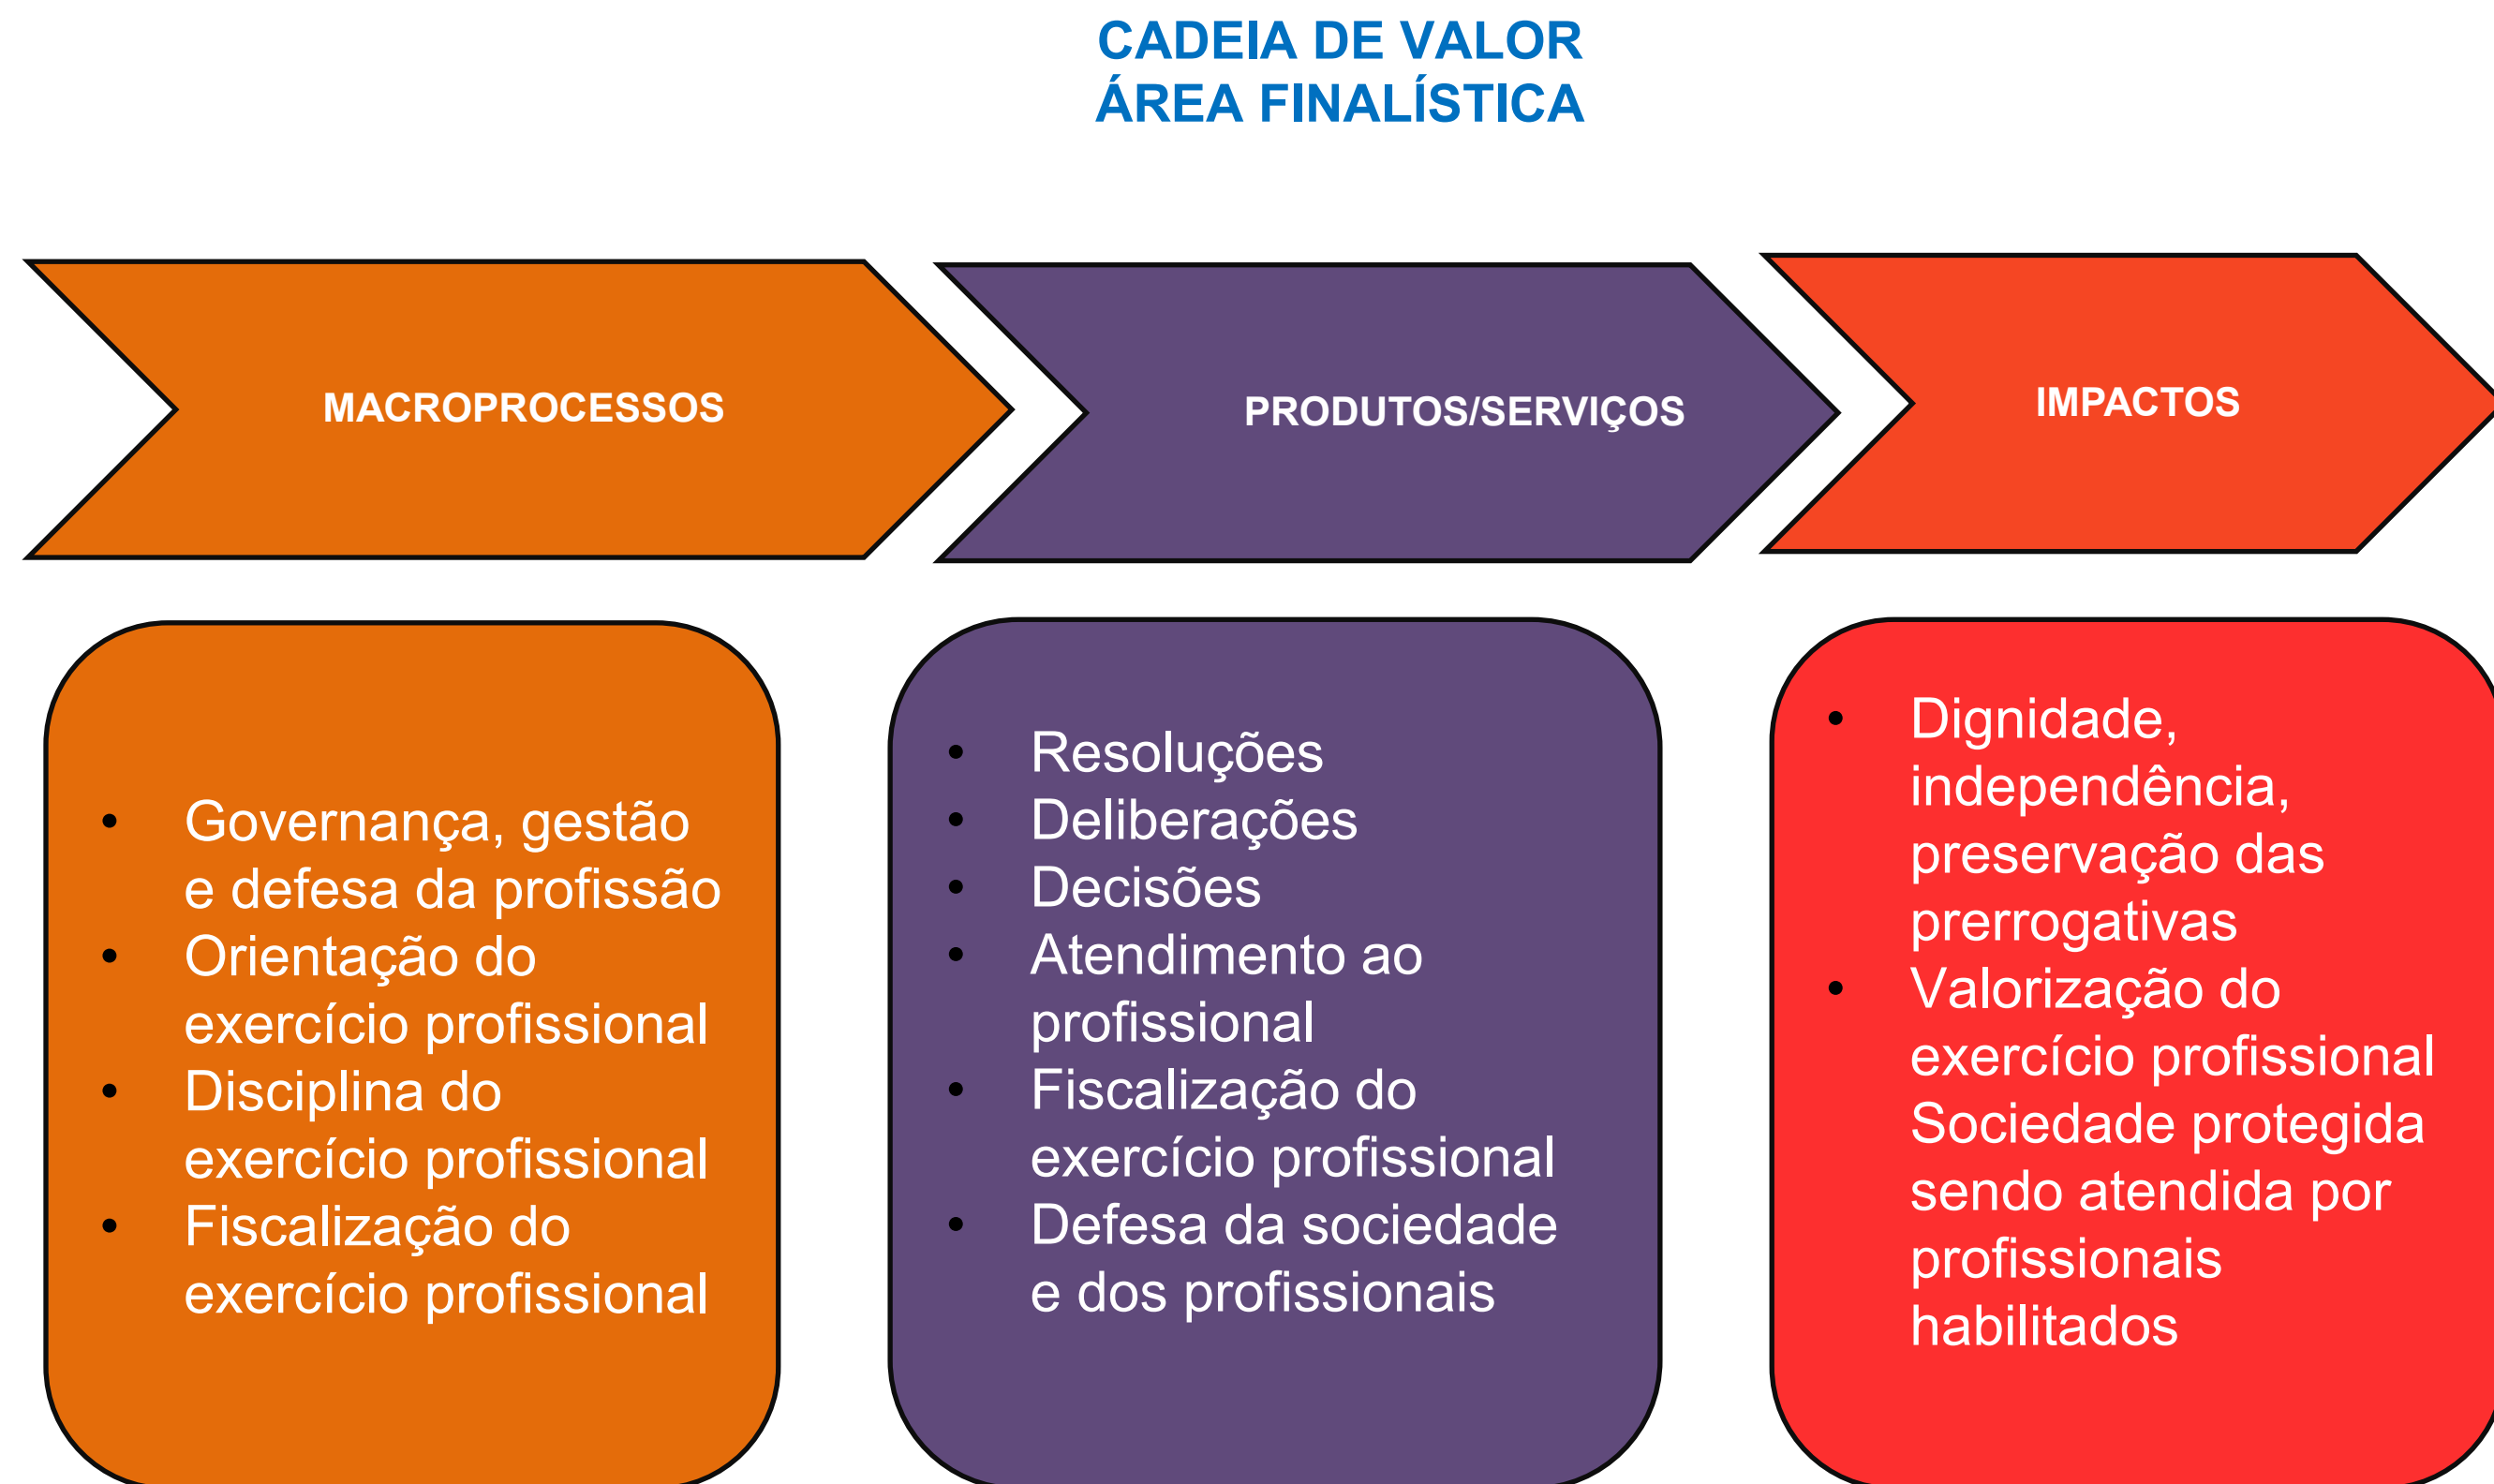 CADEIA DE VALOR
ÁREA FINALÍSTICA
MACROPROCESSOS
PRODUTOS/SERVIÇOS
IMPACTOS
• Governança, gestão
e defesa da profissão
• Orientação do
exercício profissional
• Disciplina do
exercício profissional
• Fiscalização do
exercício profissional
• Resoluções
• Deliberações
• Decisões
• Atendimento ao
profissional
• Fiscalização do
exercício profissional
• Defesa da sociedade
e dos profissionais
• Dignidade,
independência,
preservação das
prerrogativas
• Valorização do
exercício profissional
Sociedade protegida
sendo atendida por
profissionais
habilitados